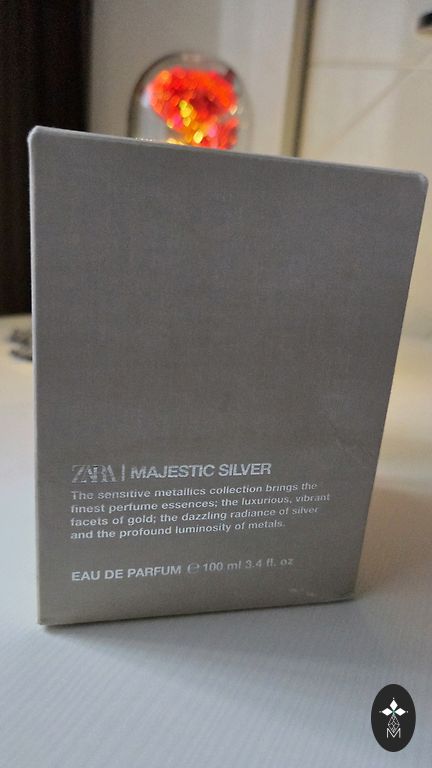 ZARA | MAJESTIC SILVER
The sensitive metallics collection brings the
finest perfume essences; the luxurious, vibrant
facets of gold; the dazzling radiance of silver
and the profound luminosity of metals.
EAU DE PARFUM ℮ 100 ml 3.4 fl. oz
M